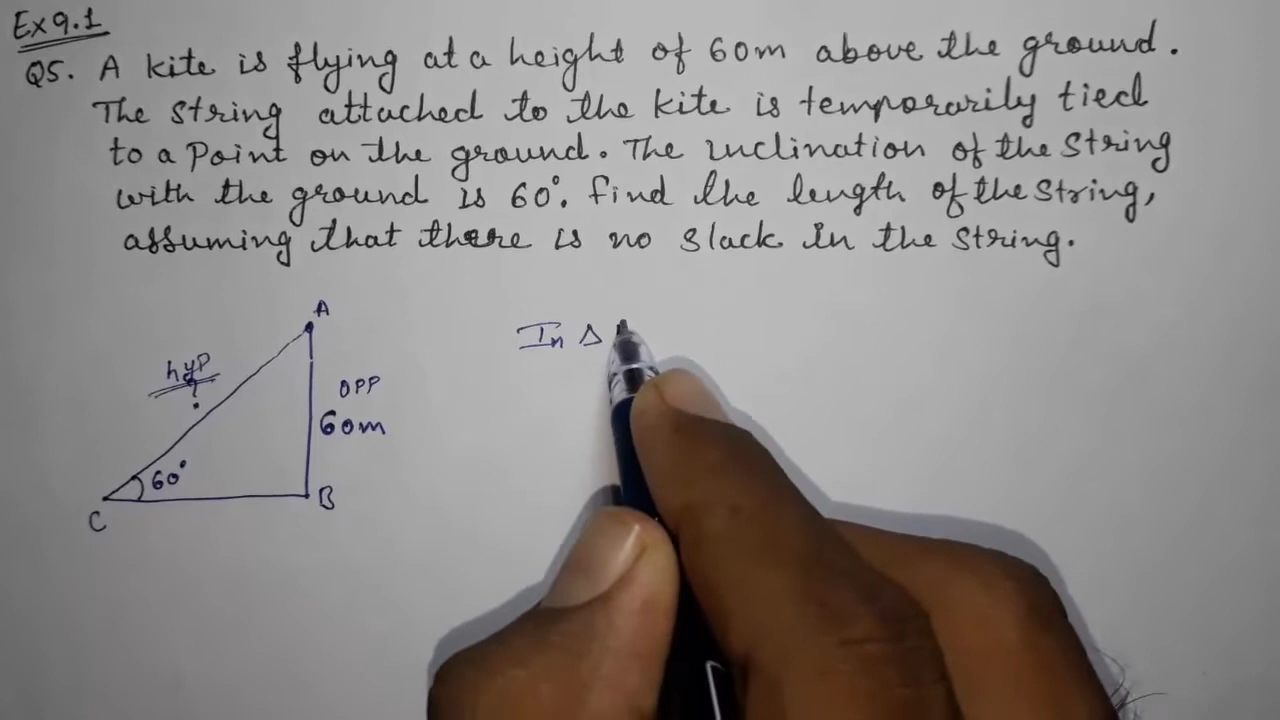 Ex 9.1
Q5. A kite is flying at a height of 60m above the ground.
The string attached to the kite is temporarily tied
to a point on the ground. The inclination of the string
with the ground is 60°. find the length of the string,
assuming that there is no slack in the string.
A
hyp
?
OPP
60m
60°
C
B
In Δ